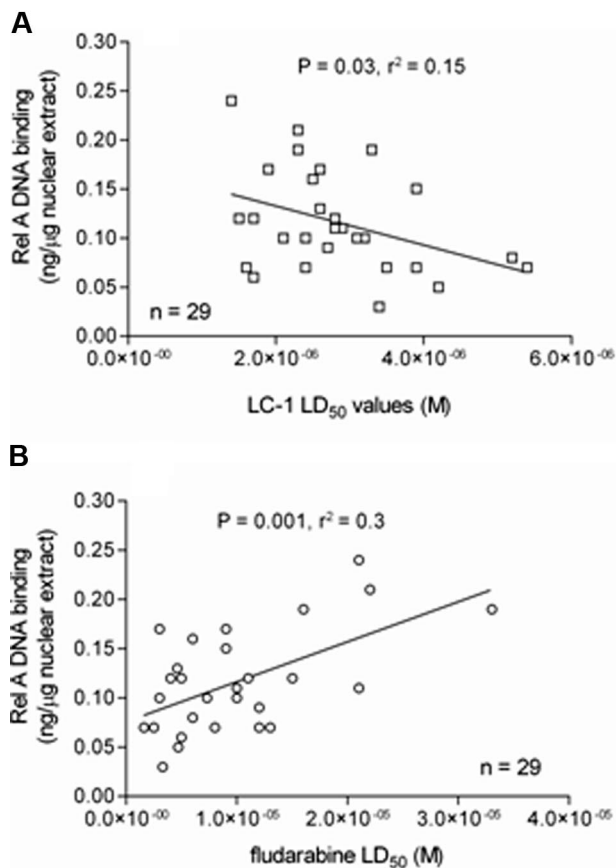 A
0.30
P = 0.03, r² = 0.15
0.25
0.20
0.15
0.10
0.05
0.00
Rel A DNA binding
(ng/μg nuclear extract)
n = 29
0.0×10⁻⁰⁰ 2.0×10⁻⁰⁶ 4.0×10⁻⁰⁶ 6.0×10⁻⁰⁶
LC-1 LD₅₀ values (M)
B
0.30
P = 0.001, r² = 0.3
0.25
0.20
0.15
0.10
0.05
0.00
Rel A DNA binding
(ng/μg nuclear extract)
n = 29
0.0×10⁻⁰⁰ 1.0×10⁻⁰⁵ 2.0×10⁻⁰⁵ 3.0×10⁻⁰⁵ 4.0×10⁻⁰⁵
fludarabine LD₅₀ (M)